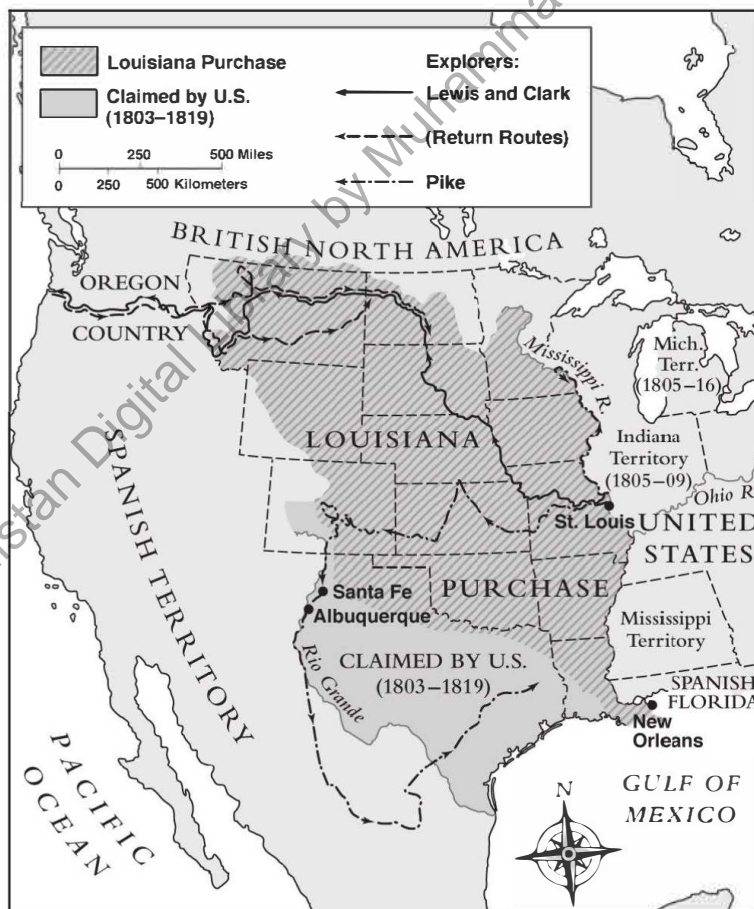 Louisiana Purchase
Claimed by U.S.
(1803–1819)
0 250 500 Miles
0 250 500 Kilometers
Explorers:
Lewis and Clark
(Return Routes)
Pike
BRITISH NORTH AMERICA
OREGON
COUNTRY
Mississippi R.
Mich.
Terr.
(1805–16)
LOUISIANA
Indiana
Territory
(1805–09)
Ohio R
SPANISH TERRITORY
St. Louis
UNITED
STATES
PURCHASE
Santa Fe
Albuquerque
Mississippi
Territory
CLAIMED BY U.S.
(1803–1819)
Rio Grande
SPANISH
FLORIDA
New
Orleans
PACIFIC
OCEAN
GULF OF
MEXICO
N
Digital Library by